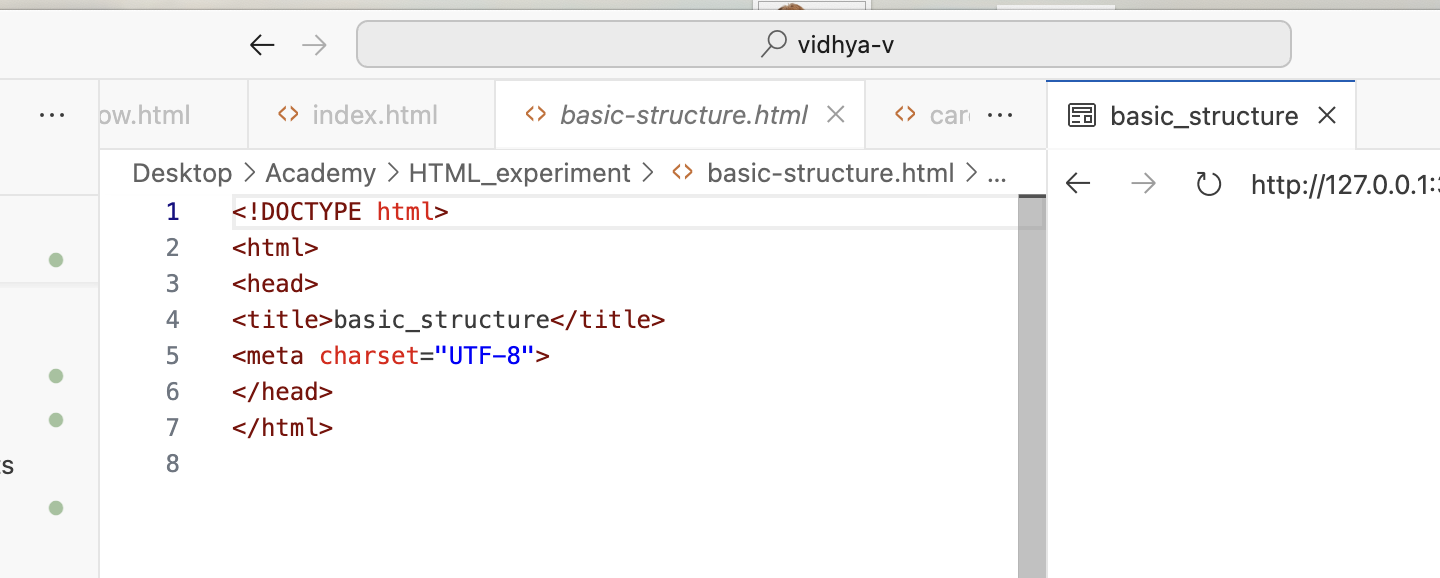 vidhya-v
ow.html
index.html
basic-structure.html
basic_structure
Desktop > Academy > HTML_experiment > basic-structure.html > ...
http://127.0.0.1:
1 <!DOCTYPE html>
2 <html>
3 <head>
4 <title>basic_structure</title>
5 <meta charset="UTF-8">
6 </head>
7 </html>
8